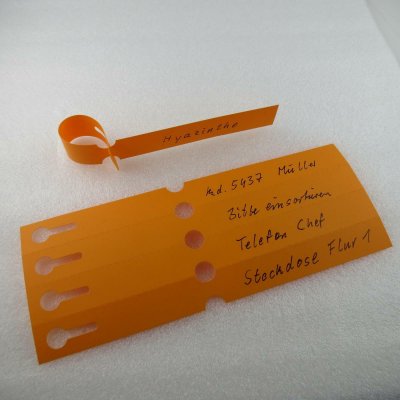 Hyazinthe
Kd. 5437 Müller
Bitte einsortieren
Telefon Chef
Steckdose Flur 1